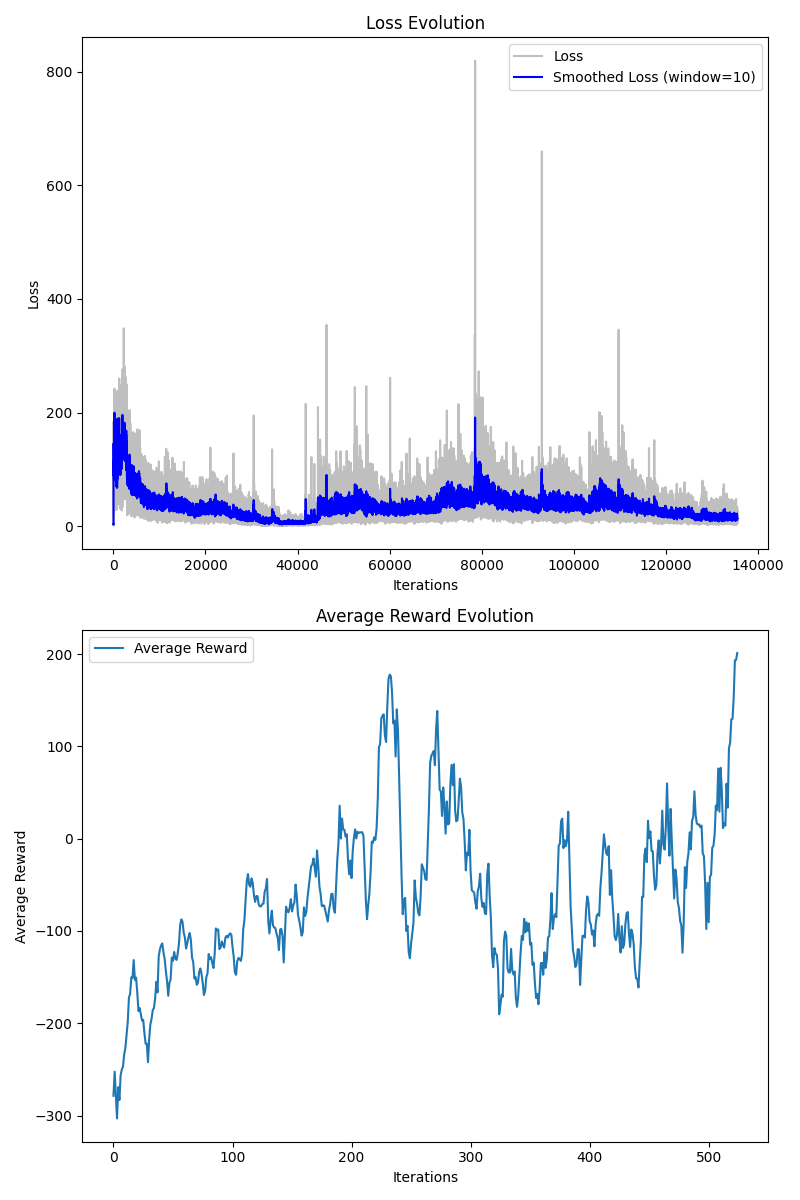 Loss Evolution
Loss
Smoothed Loss (window=10)
800
600
400
200
0
Loss
0 20000 40000 60000 80000 100000 120000 140000
Iterations
Average Reward Evolution
Average Reward
200
100
0
−100
−200
−300
Average Reward
0 100 200 300 400 500
Iterations